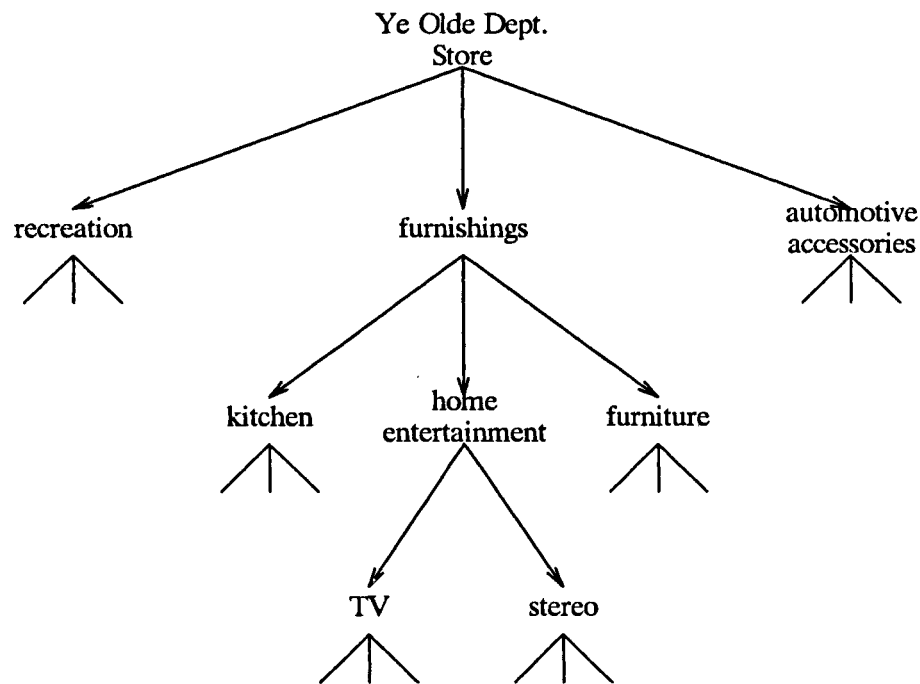 Ye Olde Dept.
Store
recreation
furnishings
automotive
accessories
kitchen
home
entertainment
furniture
TV
stereo